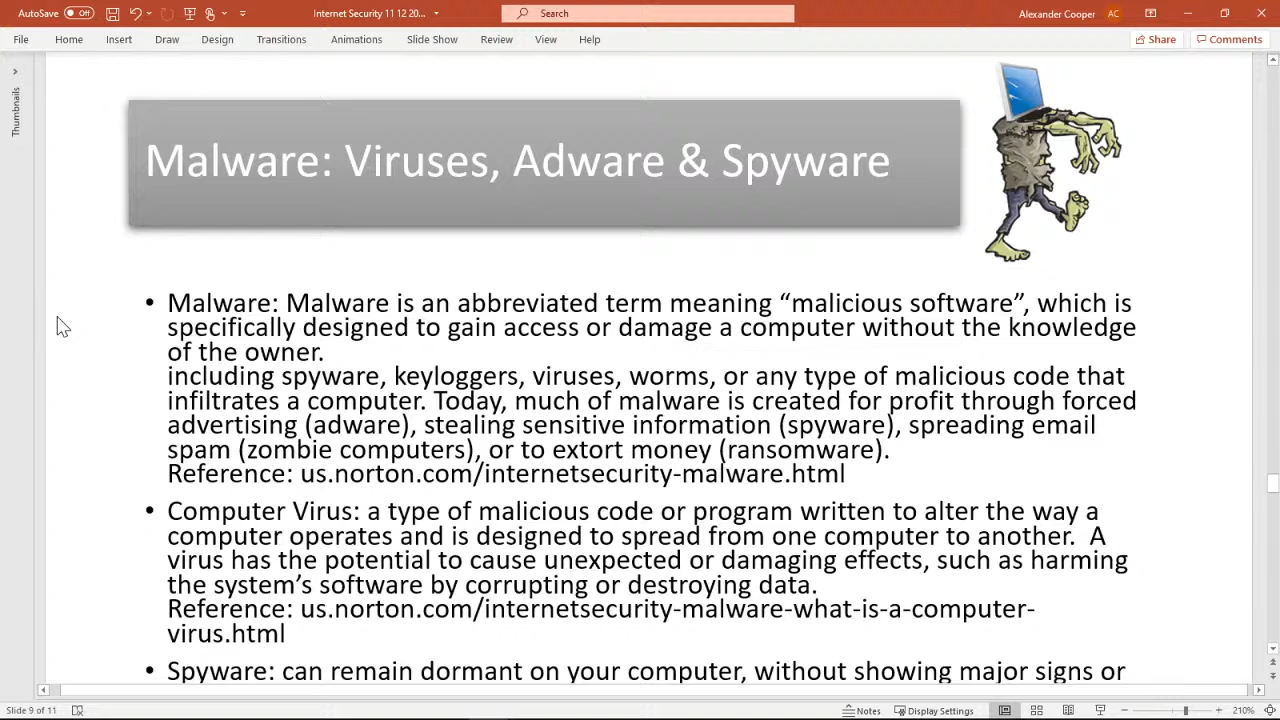 AutoSave Off Internet Security 11 12 20... Search Alexander Cooper AC
File Home Insert Draw Design Transitions Animations Slide Show Review View Help Share Comments
Thumbnails
Malware: Viruses, Adware & Spyware
• Malware: Malware is an abbreviated term meaning “malicious software”, which is
specifically designed to gain access or damage a computer without the knowledge
of the owner.
including spyware, keyloggers, viruses, worms, or any type of malicious code that
infiltrates a computer. Today, much of malware is created for profit through forced
advertising (adware), stealing sensitive information (spyware), spreading email
spam (zombie computers), or to extort money (ransomware).
Reference: us.norton.com/internetsecurity-malware.html
• Computer Virus: a type of malicious code or program written to alter the way a
computer operates and is designed to spread from one computer to another. A
virus has the potential to cause unexpected or damaging effects, such as harming
the system’s software by corrupting or destroying data.
Reference: us.norton.com/internetsecurity-malware-what-is-a-computer-
virus.html
• Spyware: can remain dormant on your computer, without showing major signs or
Slide 9 of 11 Notes Display Settings 210%